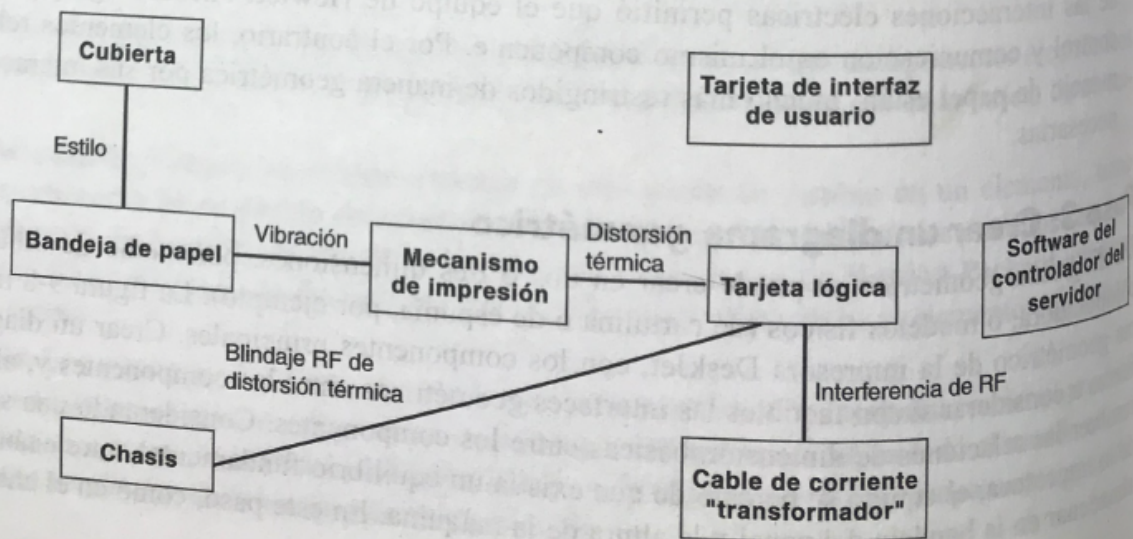 Cubierta
Tarjeta de interfaz
de usuario
Estilo
Bandeja de papel
Vibración
Mecanismo
de impresión
Distorsión
térmica
Tarjeta lógica
Software del
controlador del
servidor
Blindaje RF de
distorsión térmica
Interferencia de RF
Chasis
Cable de corriente
"transformador"